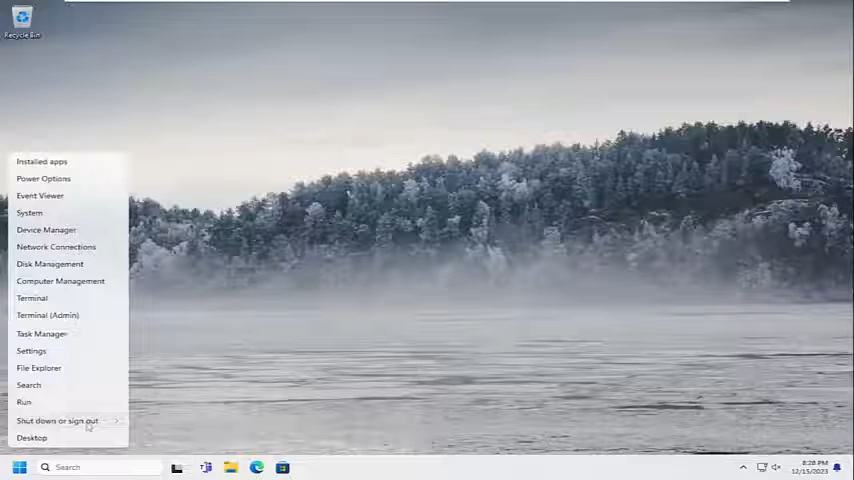 Recycle Bin
Installed apps
Power Options
Event Viewer
System
Device Manager
Network Connections
Disk Management
Computer Management
Terminal
Terminal (Admin)
Task Manager
Settings
File Explorer
Search
Run
Shut down or sign out
Desktop
Search
8:28 PM
12/15/2023